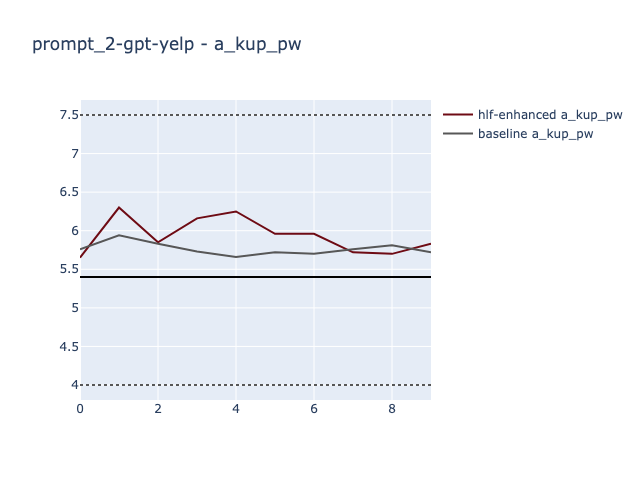 prompt_2-gpt-yelp - a_kup_pw
hlf-enhanced a_kup_pw
baseline a_kup_pw
7.5
7
6.5
6
5.5
5
4.5
4
0 2 4 6 8